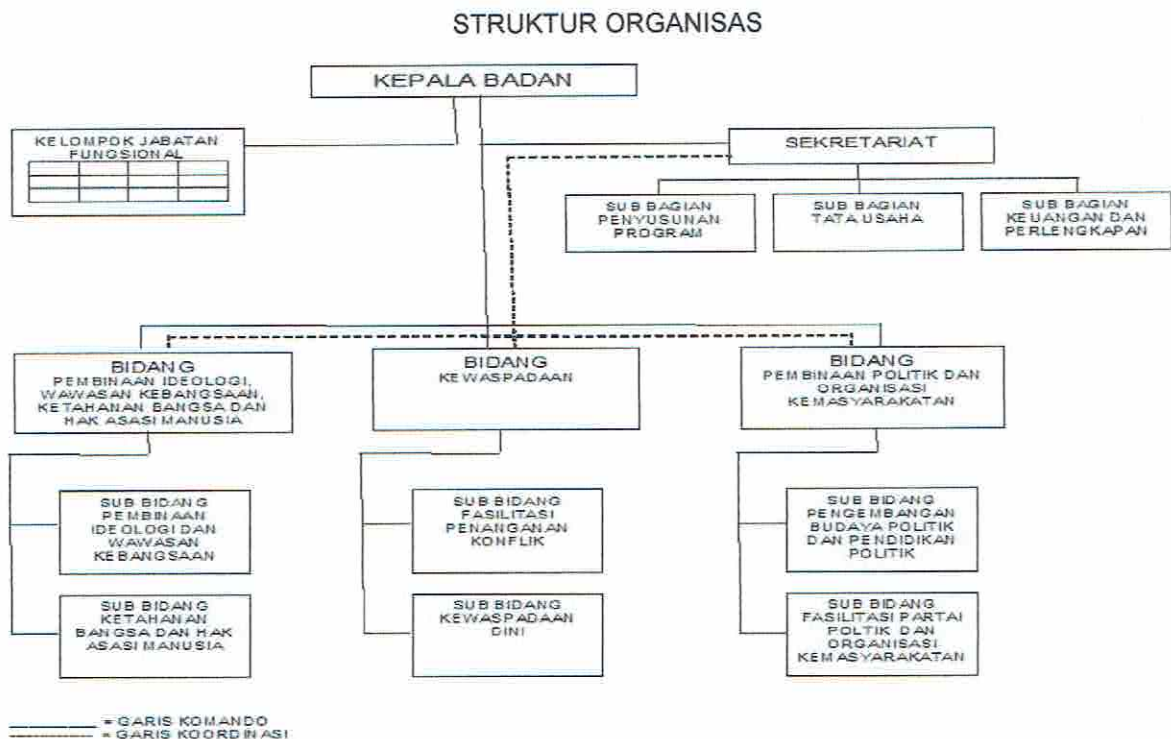 STRUKTUR ORGANISAS
KEPALA BADAN
KELOMPOK JABATAN
FUNGSIONAL
SEKRETARIAT
SUB BAGIAN
PENYUSUNAN
PROGRAM
SUB BAGIAN
TATA USAHA
SUB BAGIAN
KEUANGAN DAN
PERLENGKAPAN
BIDANG
PEMBINAAN IDEOLOGI,
WAWASAN KEBANGSAAN,
KETAHANAN BANGSA DAN
HAK ASASI MANUSIA
BIDANG
KEWASPADAAN
BIDANG
PEMBINAAN POLITIK DAN
ORGANISASI
KEMASYARAKATAN
SUB BIDANG
PEMBINAAN
IDEOLOGI DAN
WAWASAN
KEBANGSAAN
SUB BIDANG
FASILITASI
PENANGANAN
KONFLIK
SUB BIDANG
PENGEMBANGAN
BUDAYA POLITIK
DAN PENDIDIKAN
POLITIK
SUB BIDANG
KETAHANAN
BANGSA DAN HAK
ASASI MANUSIA
SUB BIDANG
KEWASPADAAN
DINI
SUB BIDANG
FASILITASI PARTAI
POLTIK DAN
ORGANISASI
KEMASYARAKATAN
= GARIS KOMANDO
= GARIS KOORDINASI